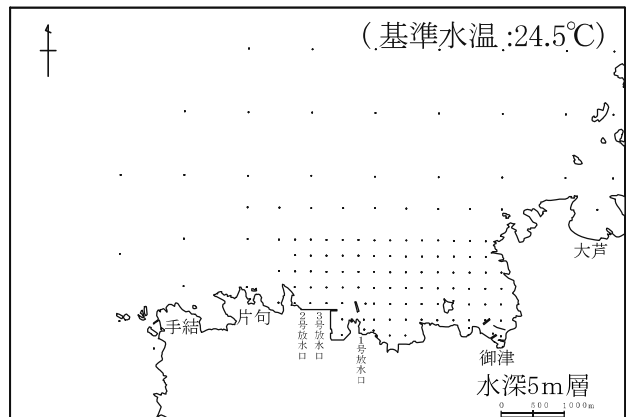 (基準水温:24.5℃)
大芦
手結
片句
2号放水口
3号放水口
1号放水口
御津
水深5m層
0 500 1000m